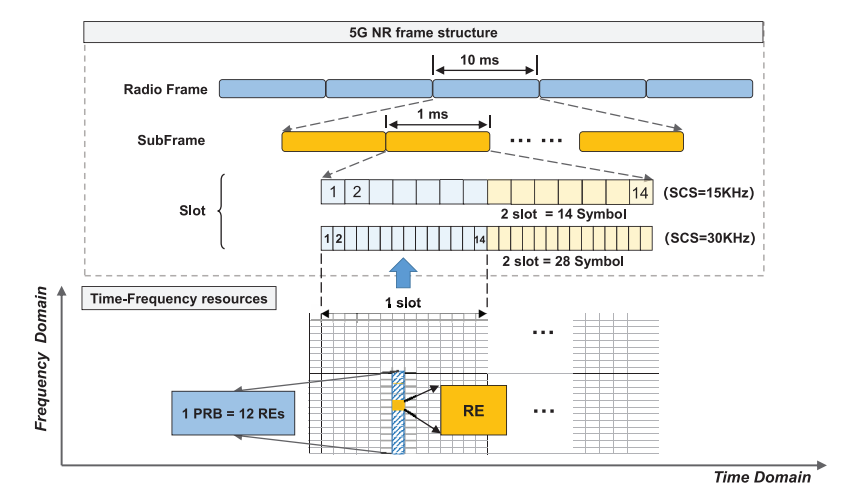 5G NR frame structure
10 ms
Radio Frame
1 ms
SubFrame
... ...
Slot
1 2 14 (SCS=15KHz)
2 slot = 14 Symbol
1 2 14 (SCS=30KHz)
2 slot = 28 Symbol
Time-Frequency resources
1 slot
...
Frequency Domain
1 PRB = 12 REs
RE
...
Time Domain